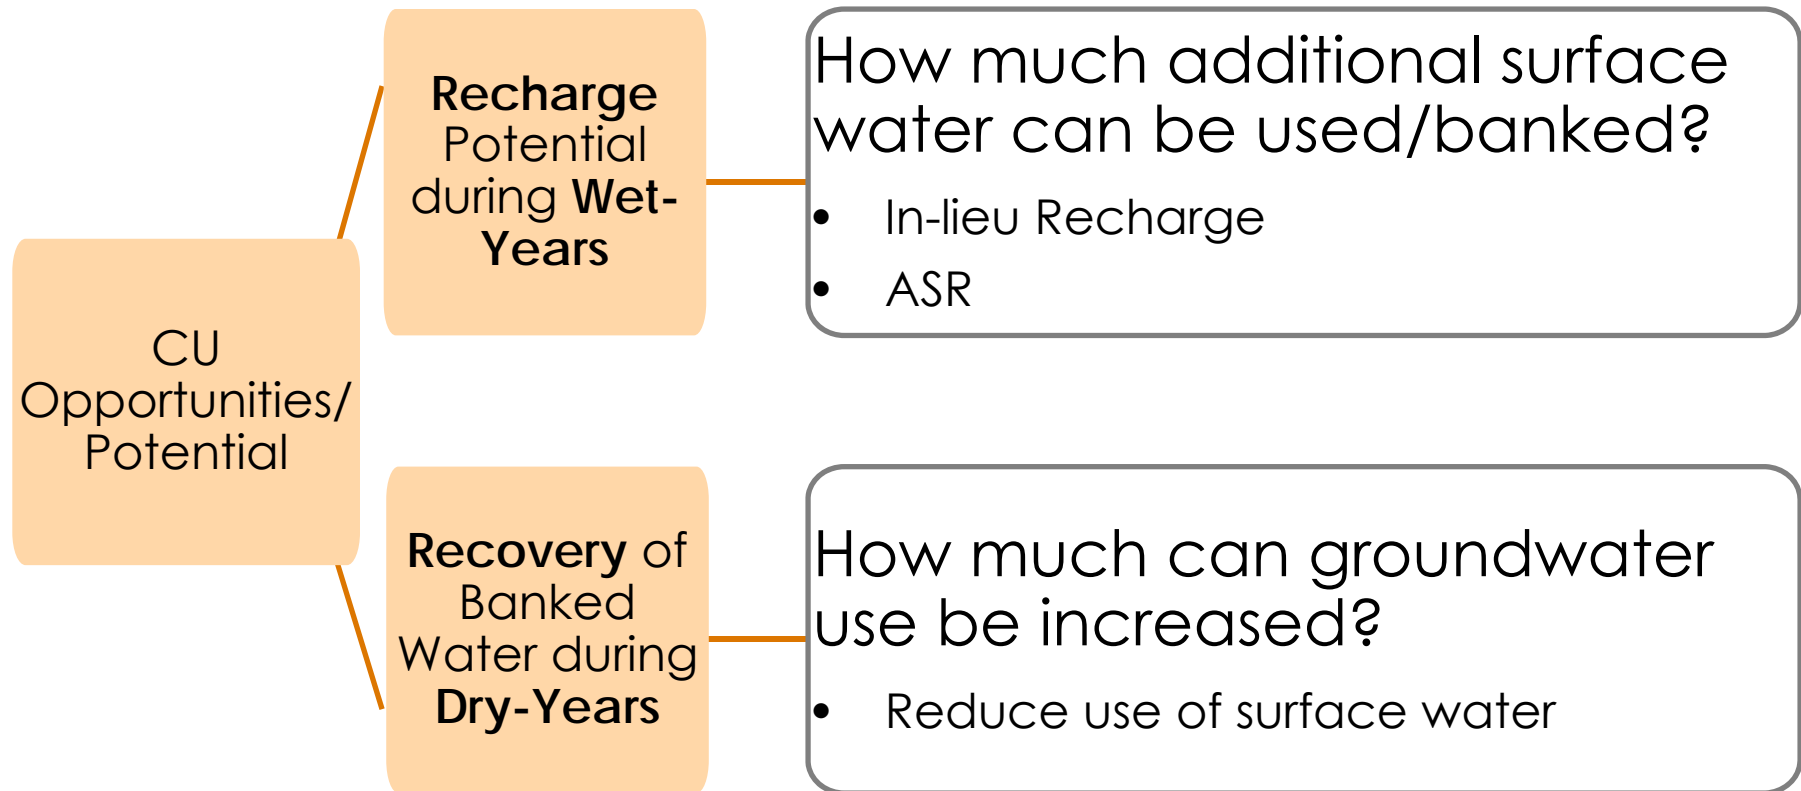 CU
Opportunities/
Potential
Recharge
Potential
during Wet-
Years
How much additional surface
water can be used/banked?
• In-lieu Recharge
• ASR
Recovery of
Banked
Water during
Dry-Years
How much can groundwater
use be increased?
• Reduce use of surface water